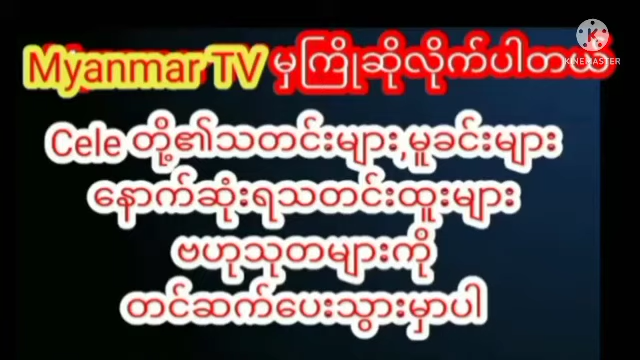 Myanmar TV မှကြိုဆိုလိုက်ပါတယ်
KINEMASTER
Cele တို့၏သတင်းများ,မူခင်းများ
နောက်ဆုံးရသတင်းထူးများ
ဗဟုသုတများကို
တင်ဆက်ပေးသွားမှာပါ